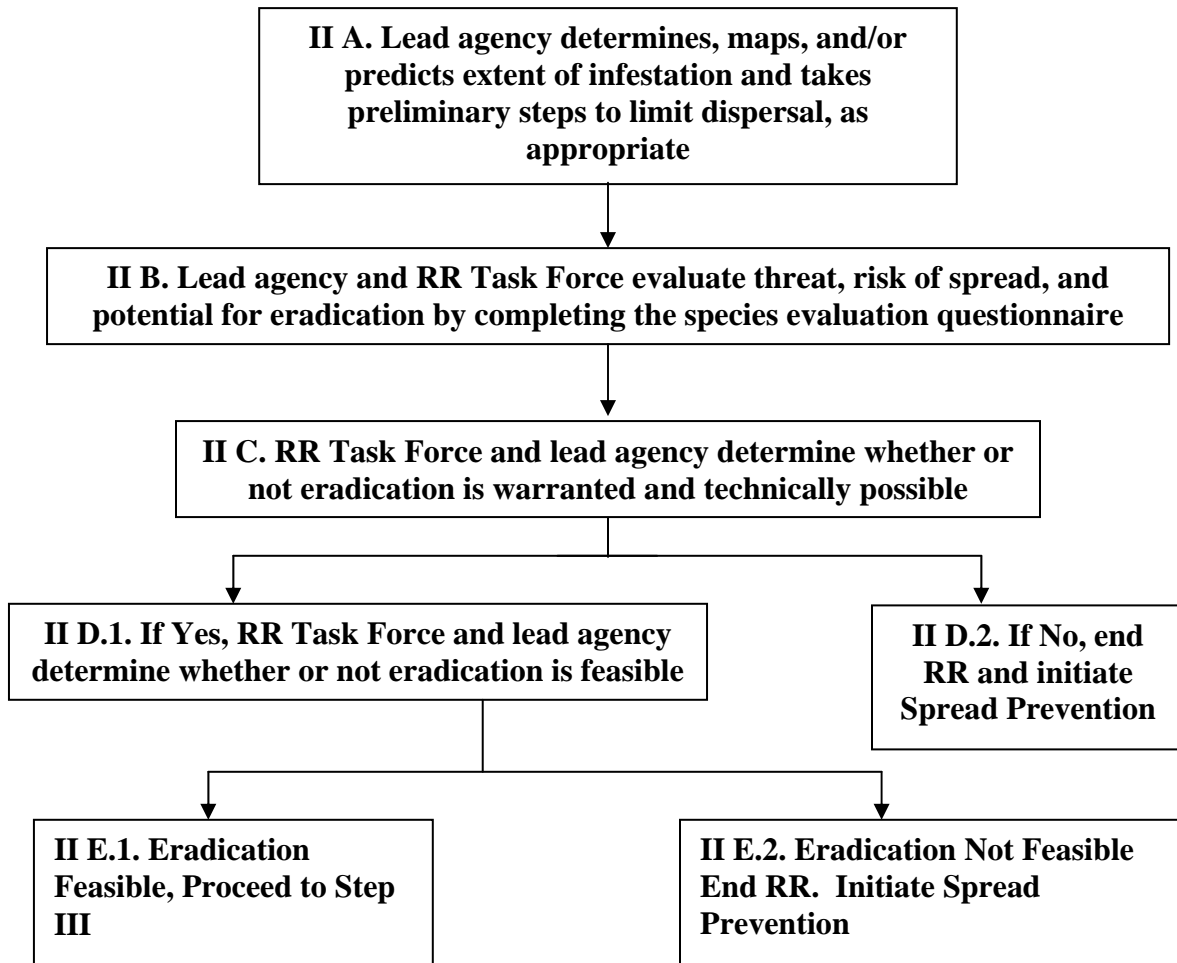 II A. Lead agency determines, maps, and/or
predicts extent of infestation and takes
preliminary steps to limit dispersal, as
appropriate
II B. Lead agency and RR Task Force evaluate threat, risk of spread, and
potential for eradication by completing the species evaluation questionnaire
II C. RR Task Force and lead agency determine whether or
not eradication is warranted and technically possible
II D.1. If Yes, RR Task Force and lead agency
determine whether or not eradication is feasible
II D.2. If No, end
RR and initiate
Spread Prevention
II E.1. Eradication
Feasible, Proceed to Step
III
II E.2. Eradication Not Feasible
End RR.  Initiate Spread
Prevention